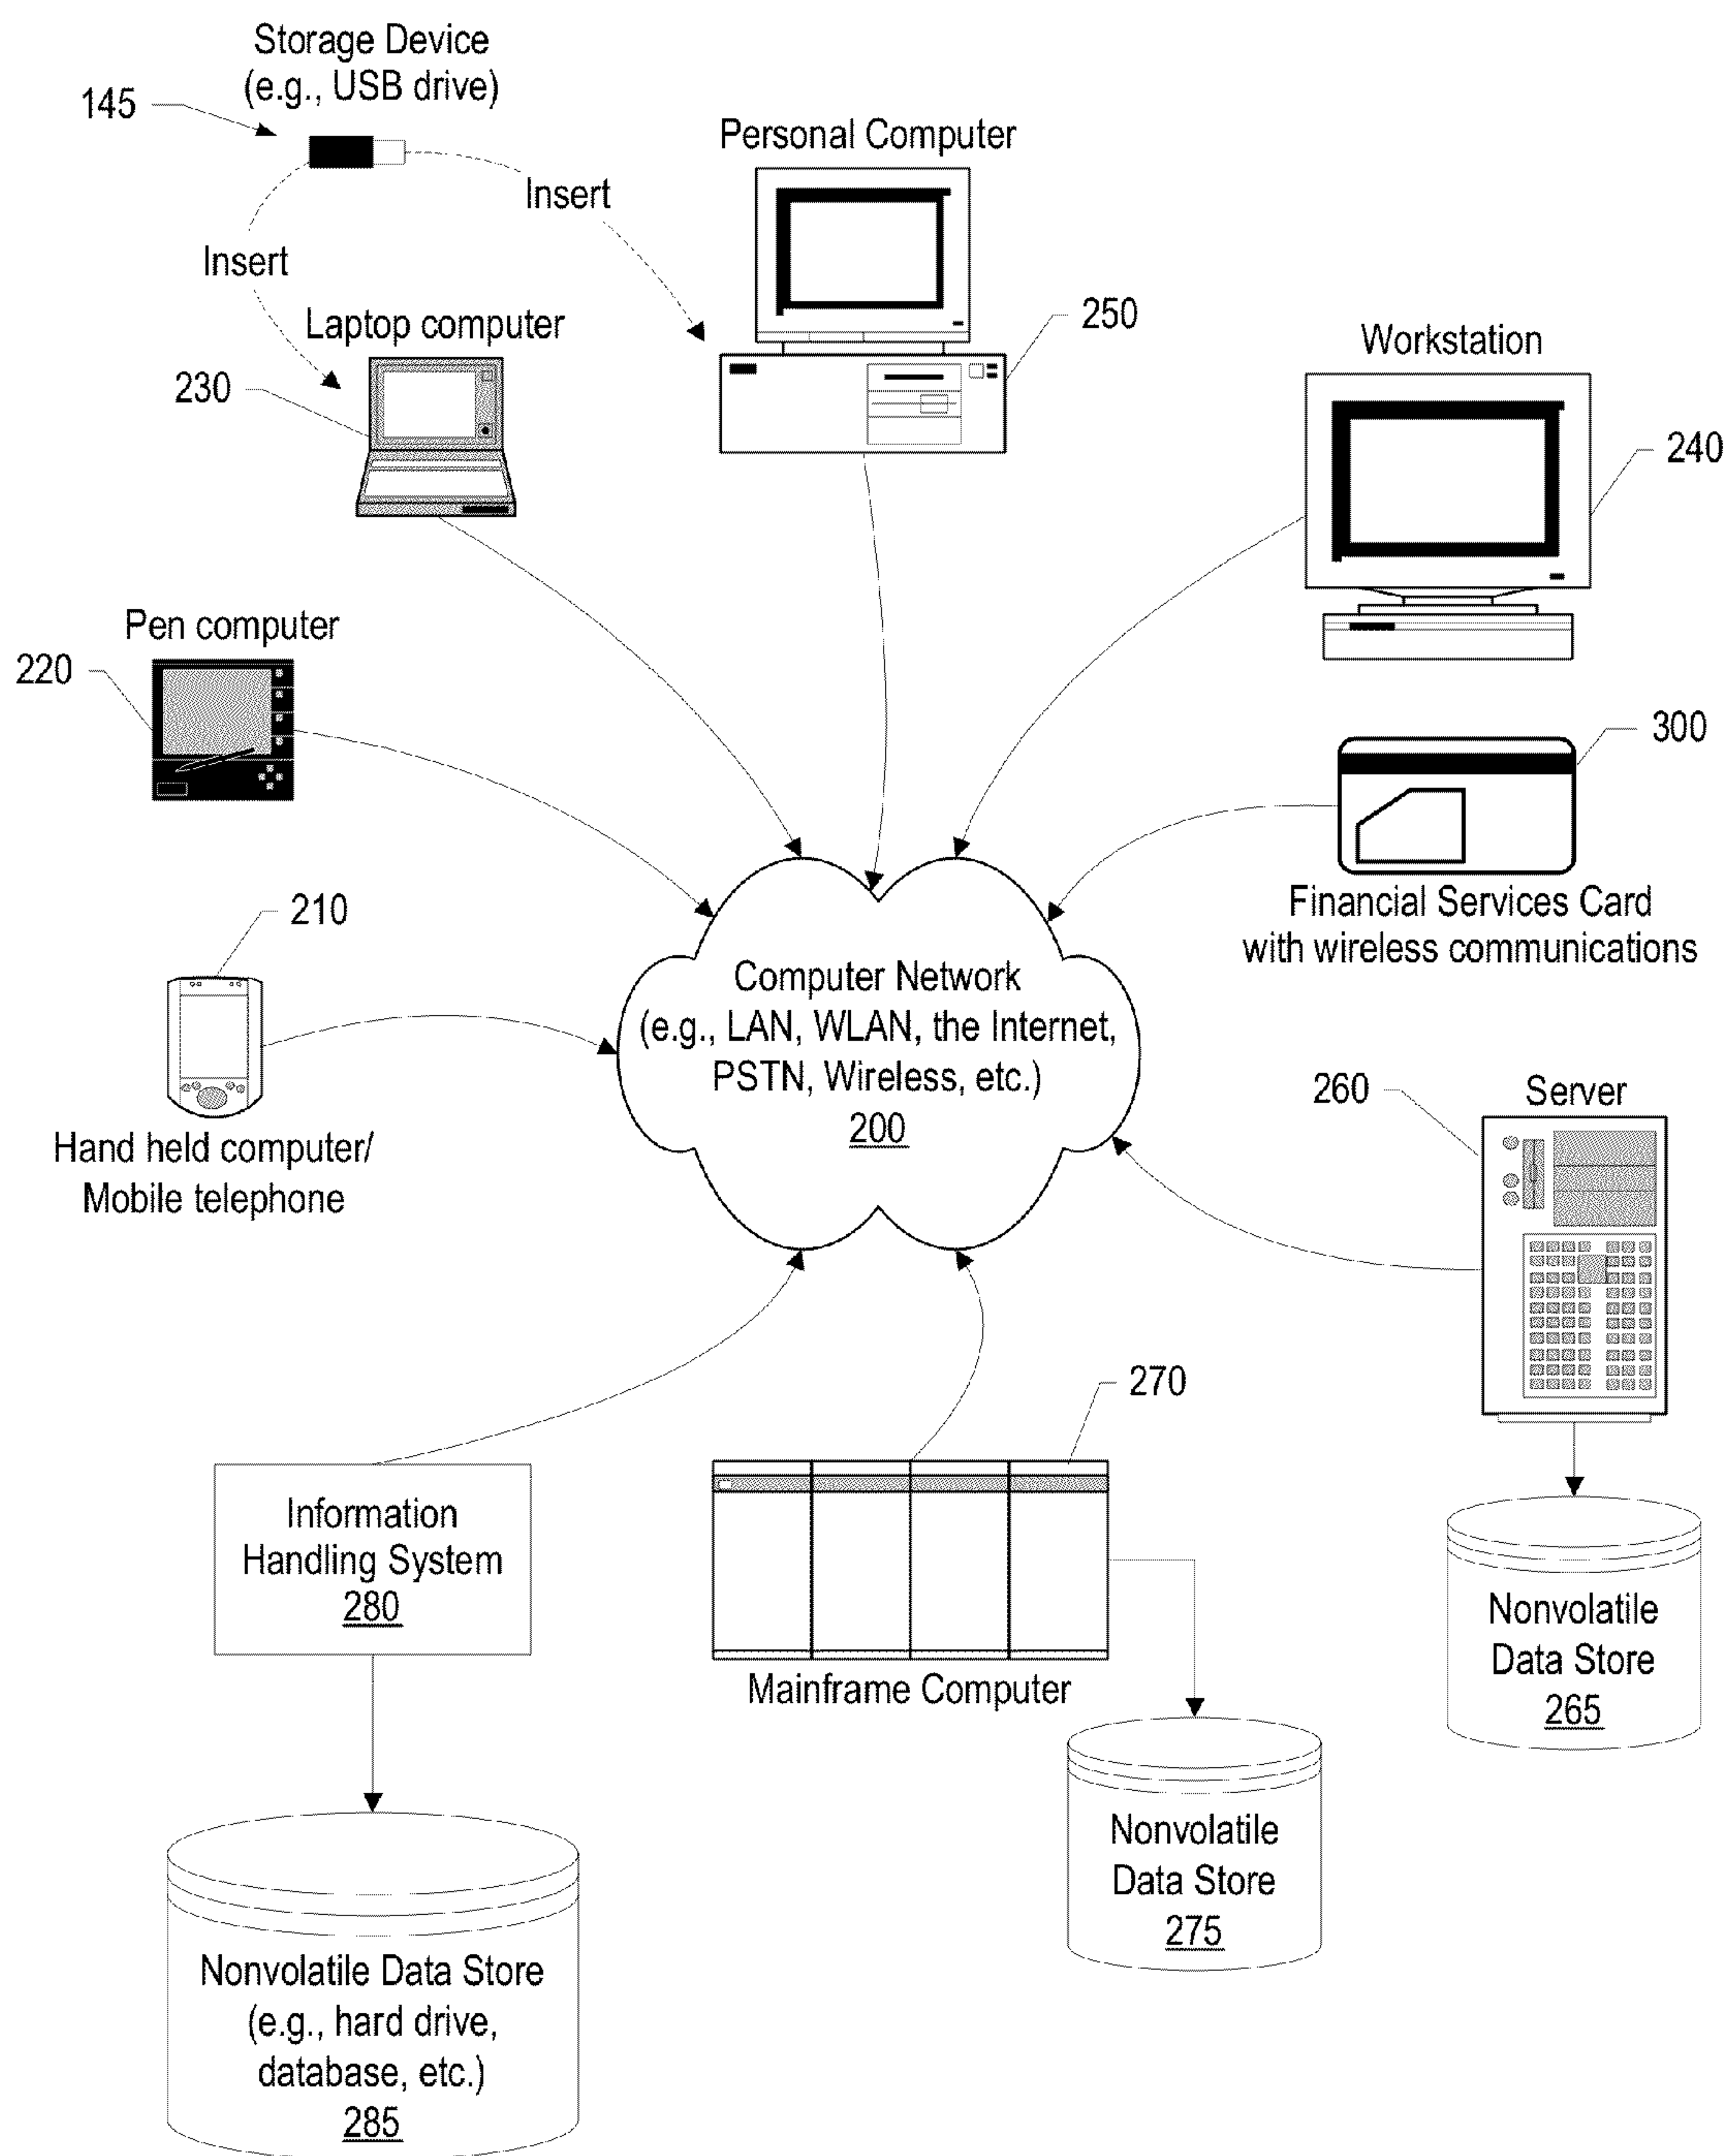 Storage Device
(e.g., USB drive)
145
Insert
Insert
Personal Computer
250
Laptop computer
230
Workstation
240
Pen computer
220
300
Financial Services Card
with wireless communications
210
Hand held computer/
Mobile telephone
Computer Network
(e.g., LAN, WLAN, the Internet,
PSTN, Wireless, etc.)
200
260
Server
270
Mainframe Computer
Information
Handling System
280
Nonvolatile
Data Store
265
Nonvolatile
Data Store
275
Nonvolatile Data Store
(e.g., hard drive,
database, etc.)
285